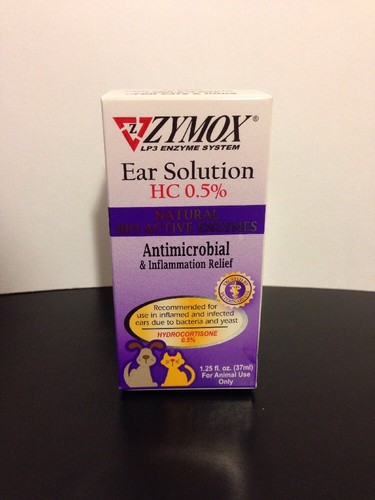 Z ZYMOX®
LP3 ENZYME SYSTEM
Ear Solution
HC 0.5%
NATURAL
BIO-ACTIVE ENZYMES
Antimicrobial
& Inflammation Relief
Recommended for
use in inflamed and infected
ears due to bacteria and yeast
HYDROCORTISONE
0.5%
1.25 fl. oz. (37ml)
For Animal Use
Only